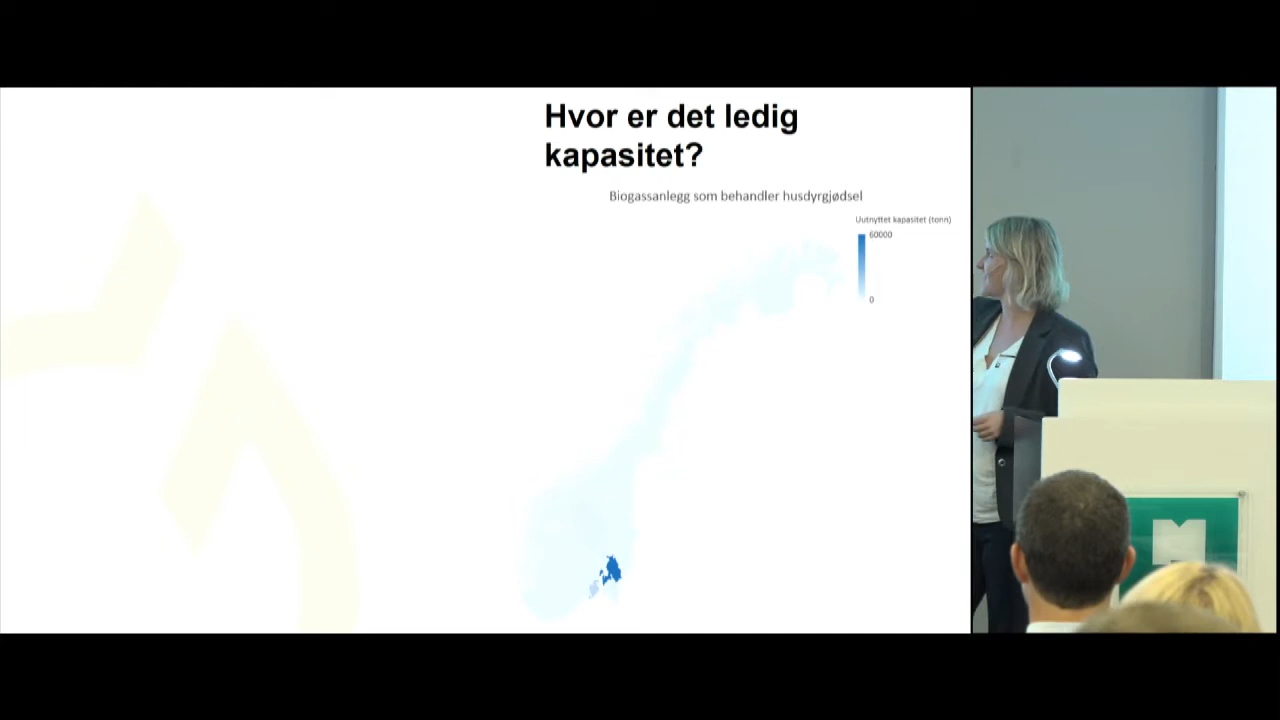 Hvor er det ledig
kapasitet?
Biogassanlegg som behandler husdyrgjødsel
Uutnyttet kapasitet (tonn)
60000
0